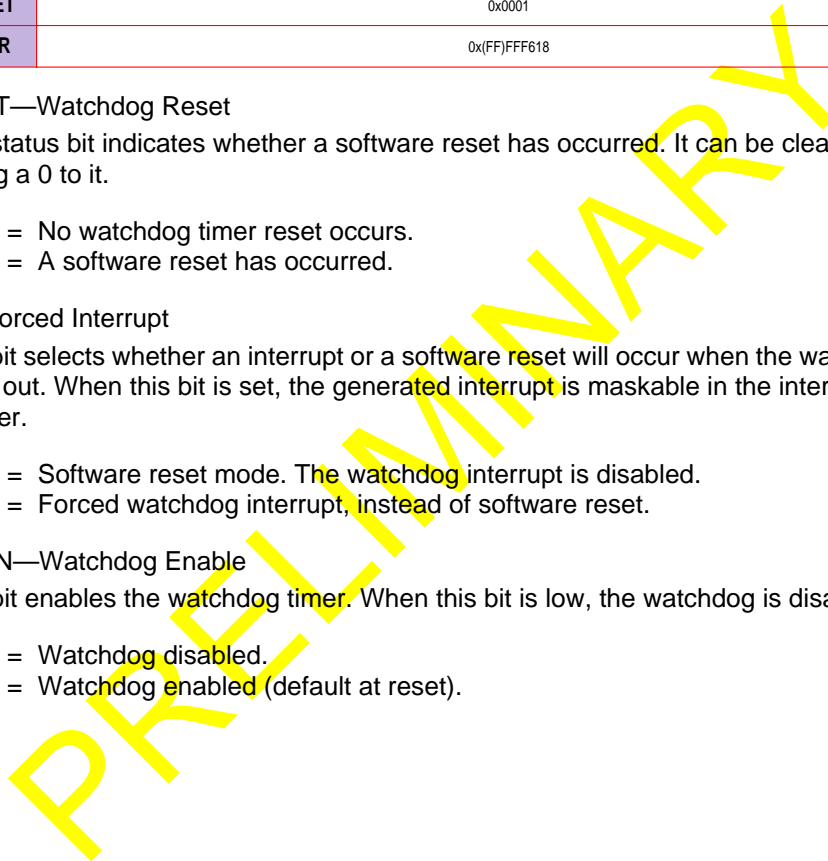 ET 0x0001
R 0x(FF)FFF618
T—Watchdog Reset
status bit indicates whether a software reset has occurred. It can be clea
g a 0 to it.
= No watchdog timer reset occurs.
= A software reset has occurred.
orced Interrupt
bit selects whether an interrupt or a software reset will occur when the wa
out. When this bit is set, the generated interrupt is maskable in the inter
er.
= Software reset mode. The watchdog interrupt is disabled.
= Forced watchdog interrupt, instead of software reset.
N—Watchdog Enable
bit enables the watchdog timer. When this bit is low, the watchdog is disa
= Watchdog disabled.
= Watchdog enabled (default at reset).
PRELIMINARY